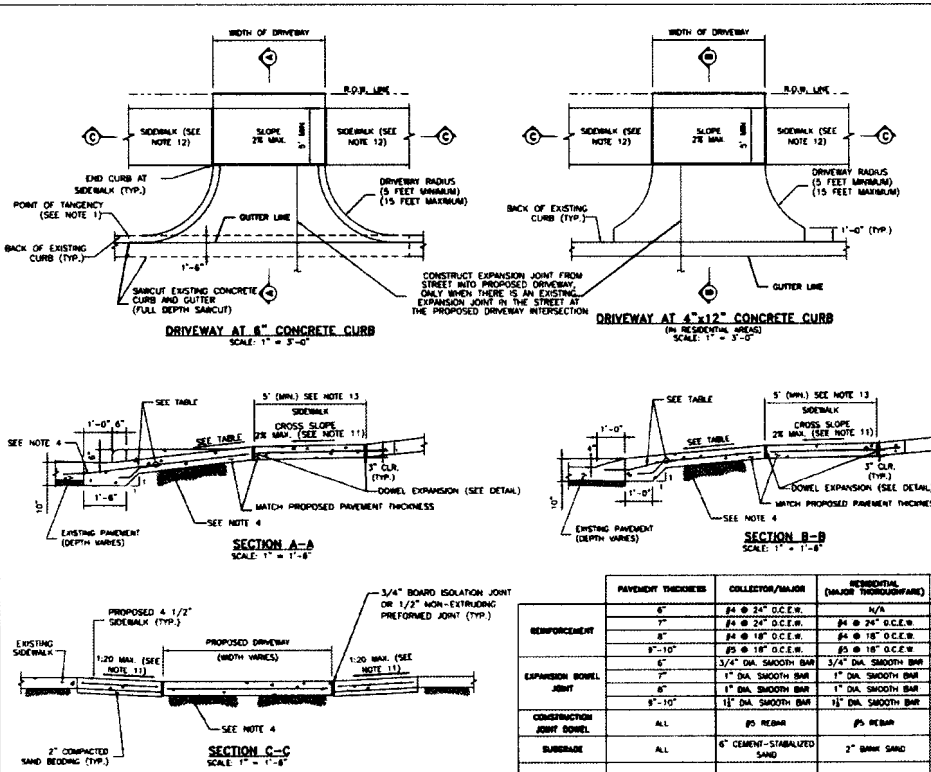 WIDTH OF DRIVEWAY
A
R.O.W. LINE
C
SIDEWALK (SEE
NOTE 12)
SLOPE
2% MAX.
5' MIN
SIDEWALK (SEE
NOTE 12)
C
END CURB AT
SIDEWALK (TYP.)
DRIVEWAY RADIUS
(5 FEET MINIMUM)
(15 FEET MAXIMUM)
POINT OF TANGENCY
(SEE NOTE 1)
GUTTER LINE
BACK OF EXISTING
CURB (TYP.)
1'-6"
SAWCUT EXISTING CONCRETE
CURB AND GUTTER
(FULL DEPTH SAWCUT)
A
CONSTRUCT EXPANSION JOINT FROM
STREET INTO PROPOSED DRIVEWAY,
ONLY WHEN THERE IS AN EXISTING
EXPANSION JOINT IN THE STREET AT
THE PROPOSED DRIVEWAY INTERSECTION
DRIVEWAY AT 6" CONCRETE CURB
SCALE: 1" = 3'-0"
WIDTH OF DRIVEWAY
B
R.O.W. LINE
C
SIDEWALK (SEE
NOTE 12)
SLOPE
2% MAX.
5' MIN
SIDEWALK (SEE
NOTE 12)
C
DRIVEWAY RADIUS
(5 FEET MINIMUM)
(15 FEET MAXIMUM)
BACK OF EXISTING
CURB (TYP.)
1'-0" (TYP.)
GUTTER LINE
B
DRIVEWAY AT 4"x12" CONCRETE CURB
(IN RESIDENTIAL AREAS)
SCALE: 1" = 3'-0"
5' (MIN.) SEE NOTE 13
SEE TABLE
SIDEWALK
1'-0" 6"
CROSS SLOPE
2% MAX. (SEE NOTE 11)
SEE NOTE 4
SEE TABLE
6"
3" CLR.
(TYP.)
DOWEL EXPANSION (SEE DETAIL)
1'-6"
1
1
10"
MATCH PROPOSED PAVEMENT THICKNESS
SEE NOTE 4
EXISTING PAVEMENT
(DEPTH VARIES)
SECTION A-A
SCALE: 1" = 1'-6"
5' (MIN.) SEE NOTE 13
SEE TABLE
SIDEWALK
1'-0"
CROSS SLOPE
2% MAX. (SEE NOTE 11)
SEE TABLE
3" CLR.
(TYP.)
DOWEL EXPANSION (SEE DETAIL)
1'-0"
1
1
10"
MATCH PROPOSED PAVEMENT THICKNESS
SEE NOTE 4
EXISTING PAVEMENT
(DEPTH VARIES)
SECTION B-B
SCALE: 1" = 1'-6"
3/4" BOARD ISOLATION JOINT
OR 1/2" NON-EXTRUDING
PREFORMED JOINT (TYP.)
PROPOSED 4 1/2"
SIDEWALK (TYP.)
EXISTING
SIDEWALK
PROPOSED DRIVEWAY
(WIDTH VARIES)
1:20 MAX. (SEE
NOTE 11)
1:20 MAX. (SEE
NOTE 11)
SEE NOTE 4
2" COMPACTED
SAND BEDDING (TYP.)
SECTION C-C
SCALE: 1" = 1'-6"
PAVEMENT THICKNESS COLLECTOR/MAJOR RESIDENTIAL (MAJOR THOROUGHFARE)
REINFORCEMENT
6" #4 @ 24" O.C.E.W. N/A
7" #4 @ 24" O.C.E.W. #4 @ 24" O.C.E.W.
8" #4 @ 18" O.C.E.W. #4 @ 18" O.C.E.W.
9"-10" #5 @ 18" O.C.E.W. #5 @ 18" O.C.E.W.
EXPANSION DOWEL JOINT
6" 3/4" DIA. SMOOTH BAR 3/4" DIA. SMOOTH BAR
7" 1" DIA. SMOOTH BAR 1" DIA. SMOOTH BAR
8" 1" DIA. SMOOTH BAR 1" DIA. SMOOTH BAR
9"-10" 1¼" DIA. SMOOTH BAR 1¼" DIA. SMOOTH BAR
CONSTRUCTION JOINT DOWEL ALL #5 REBAR #5 REBAR
SUBGRADE ALL 6" CEMENT-STABALIZED SAND 2" BANK SAND